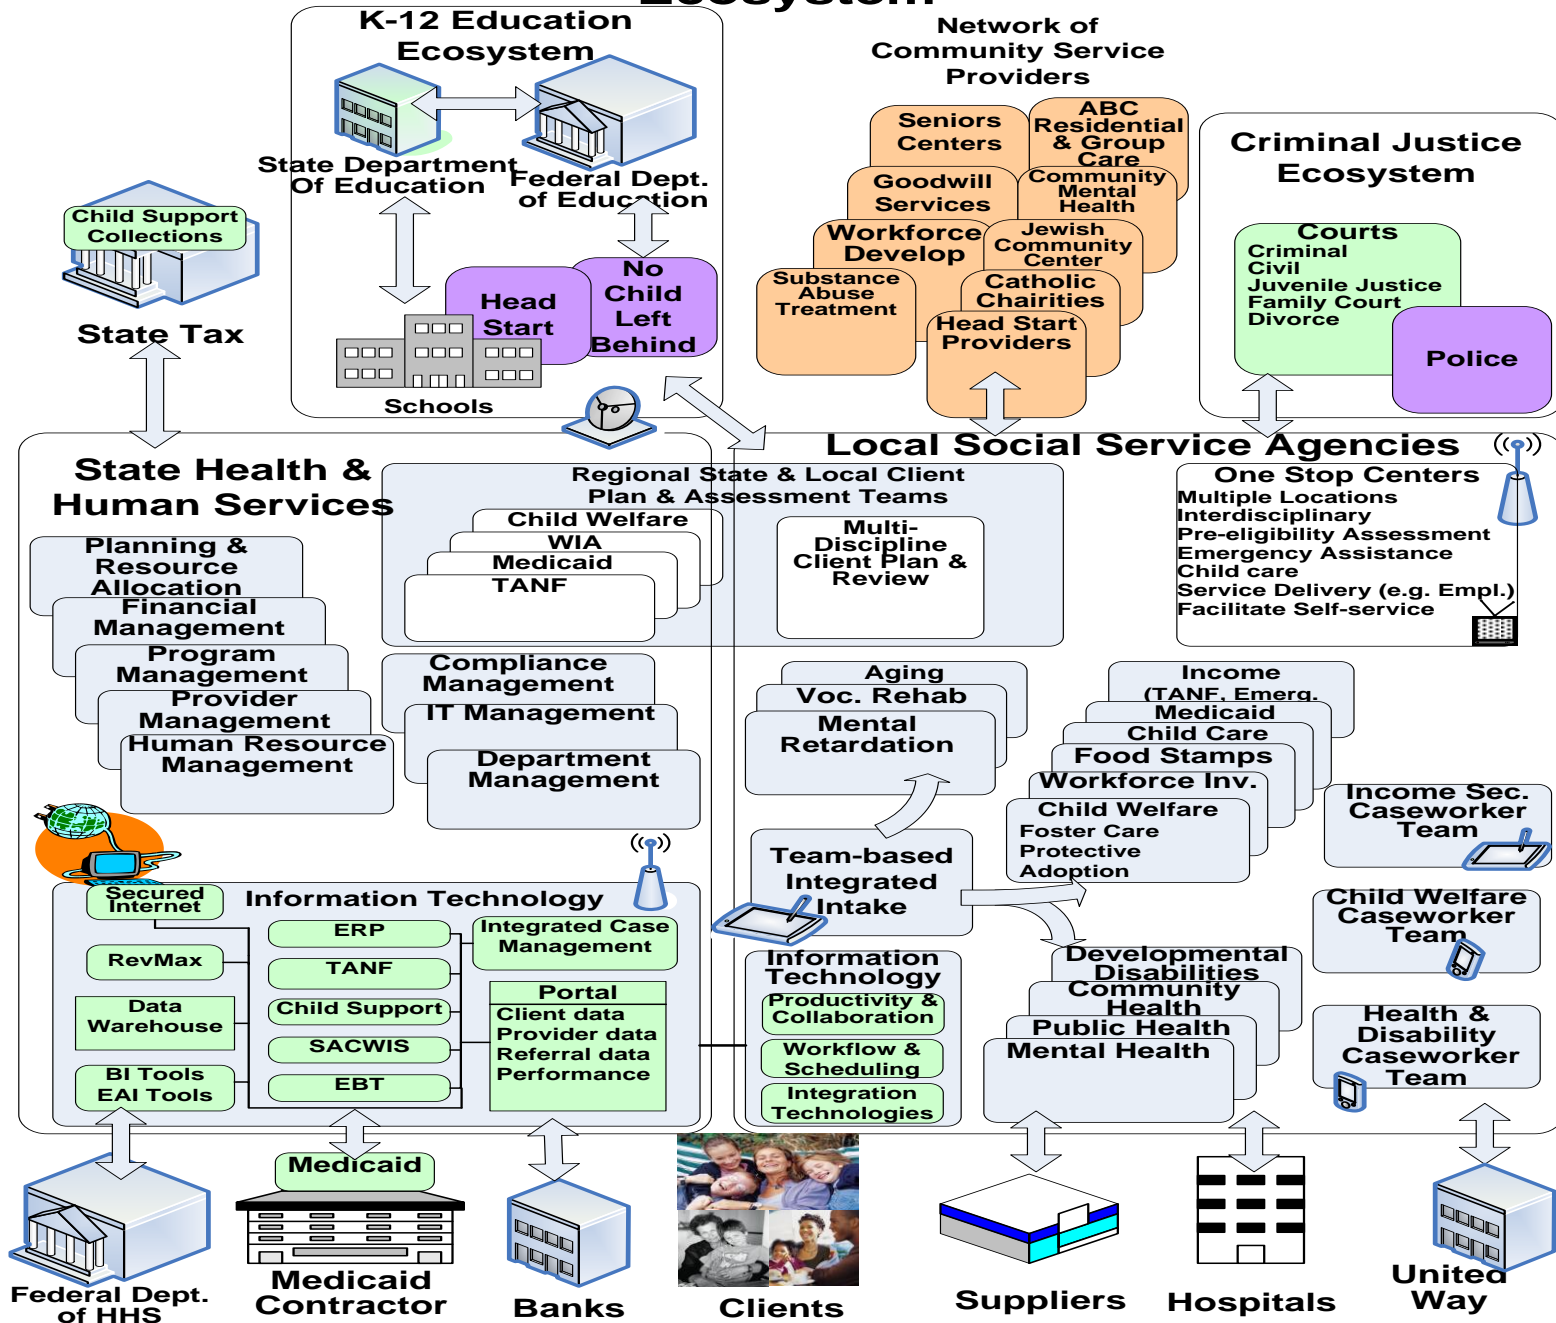 Ecosystem
K-12 Education
Ecosystem
State Department
Of Education
Federal Dept.
of Education
Head
Start
No
Child
Left
Behind
Schools
Child Support
Collections
State Tax
Network of
Community Service
Providers
Seniors
Centers
ABC
Residential
& Group
Care
Goodwill
Services
Community
Mental
Health
Workforce
Develop
Jewish
Community
Center
Substance
Abuse
Treatment
Catholic
Chairities
Head Start
Providers
Criminal Justice
Ecosystem
Courts
Criminal
Civil
Juvenile Justice
Family Court
Divorce
Police
State Health &
Human Services
Planning &
Resource
Allocation
Financial
Management
Program
Management
Provider
Management
Human Resource
Management
Regional State & Local Client
Plan & Assessment Teams
Child Welfare
WIA
Medicaid
TANF
Multi-
Discipline
Client Plan &
Review
Compliance
Management
IT Management
Department
Management
Information Technology
Secured
Internet
RevMax
Data
Warehouse
BI Tools
EAI Tools
ERP
TANF
Child Support
SACWIS
EBT
Integrated Case
Management
Portal
Client data
Provider data
Referral data
Performance
Local Social Service Agencies
One Stop Centers
Multiple Locations
Interdisciplinary
Pre-eligibility Assessment
Emergency Assistance
Child care
Service Delivery (e.g. Empl.)
Facilitate Self-service
Aging
Voc. Rehab
Mental
Retardation
Income
(TANF, Emerg.
Medicaid
Child Care
Food Stamps
Workforce Inv.
Child Welfare
Foster Care
Protective
Adoption
Team-based
Integrated
Intake
Income Sec.
Caseworker
Team
Child Welfare
Caseworker
Team
Health &
Disability
Caseworker
Team
Information
Technology
Productivity &
Collaboration
Workflow &
Scheduling
Integration
Technologies
Developmental
Disabilities
Community
Health
Public Health
Mental Health
Federal Dept.
of HHS
Medicaid
Medicaid
Contractor
Banks
Clients
Suppliers
Hospitals
United
Way